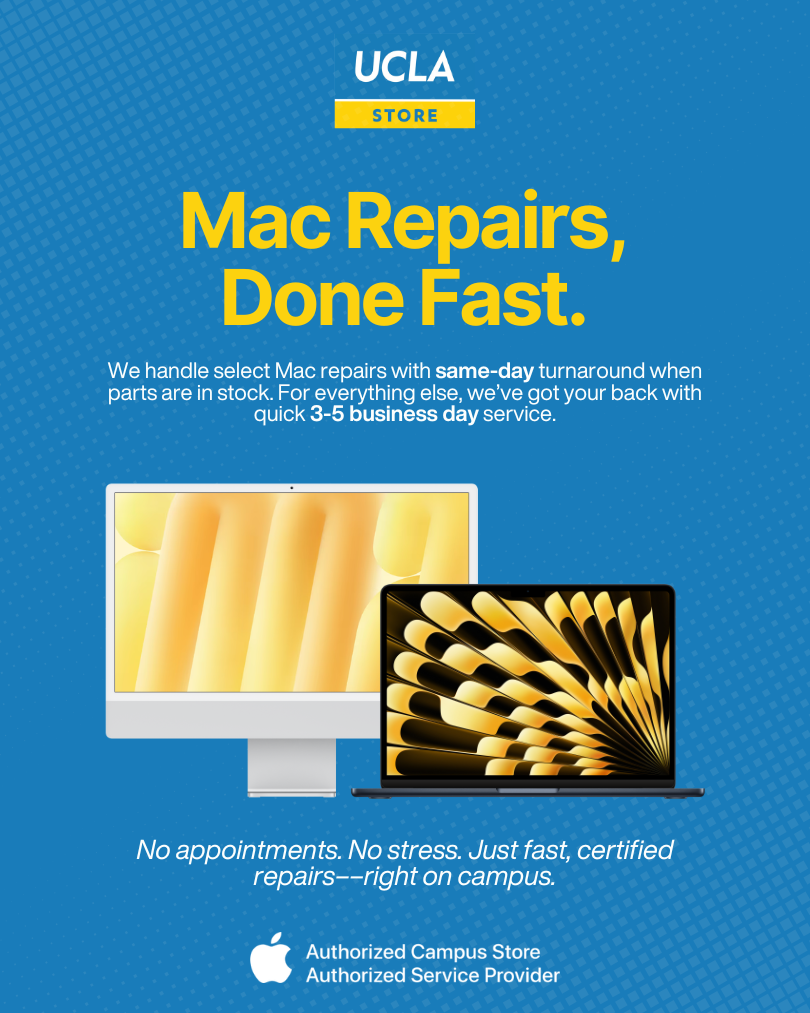 UCLA
STORE
Mac Repairs,
Done Fast.
We handle select Mac repairs with same-day turnaround when
parts are in stock. For everything else, we’ve got your back with
quick 3-5 business day service.
No appointments. No stress. Just fast, certified
repairs––right on campus.
Authorized Campus Store
Authorized Service Provider